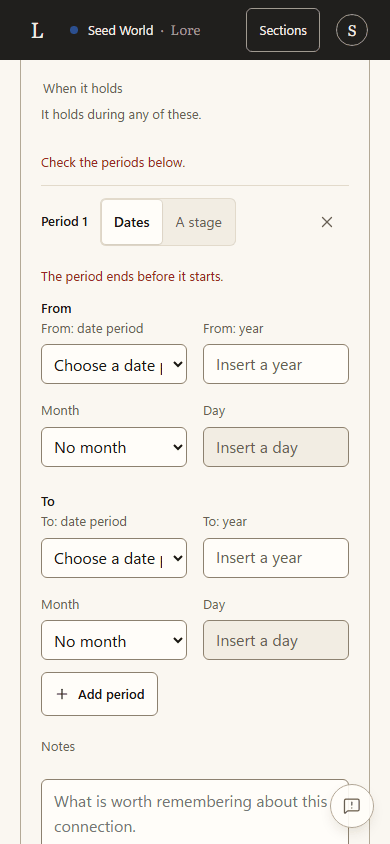 L
Seed World · Lore
Sections
S
When it holds
It holds during any of these.
Check the periods below.
Period 1
Dates
A stage
The period ends before it starts.
From
From: date period
From: year
Choose a date p
Insert a year
Month
Day
No month
Insert a day
To
To: date period
To: year
Choose a date p
Insert a year
Month
Day
No month
Insert a day
Add period
Notes
What is worth remembering about this
connection.